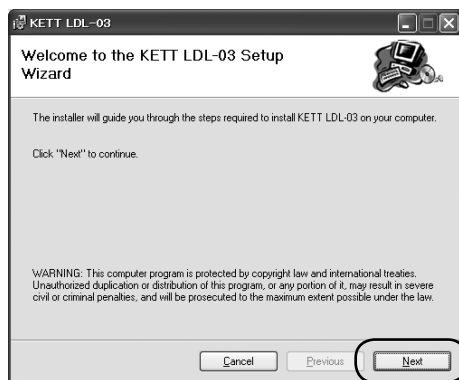 KETT LDL-03
Welcome to the KETT LDL-03 Setup
Wizard
The installer will guide you through the steps required to install KETT LDL-03 on your computer.
Click "Next" to continue.
WARNING: This computer program is protected by copyright law and international treaties.
Unauthorized duplication or distribution of this program, or any portion of it, may result in severe
civil or criminal penalties, and will be prosecuted to the maximum extent possible under the law.
Cancel
Previous
Next